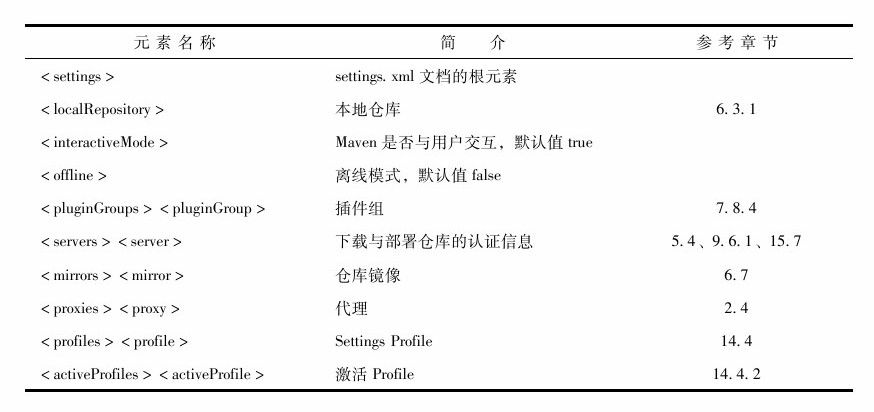 元素名称 简介 参考章节
<settings> settings.xml 文档的根元素
<localRepository> 本地仓库 6.3.1
<interactiveMode> Maven 是否与用户交互，默认值 true
<offline> 离线模式，默认值 false
<pluginGroups><pluginGroup> 插件组 7.8.4
<servers><server> 下载与部署仓库的认证信息 5.4、9.6.1、15.7
<mirrors><mirror> 仓库镜像 6.7
<proxies><proxy> 代理 2.4
<profiles><profile> Settings Profile 14.4
<activeProfiles><activeProfile> 激活 Profile 14.4.2